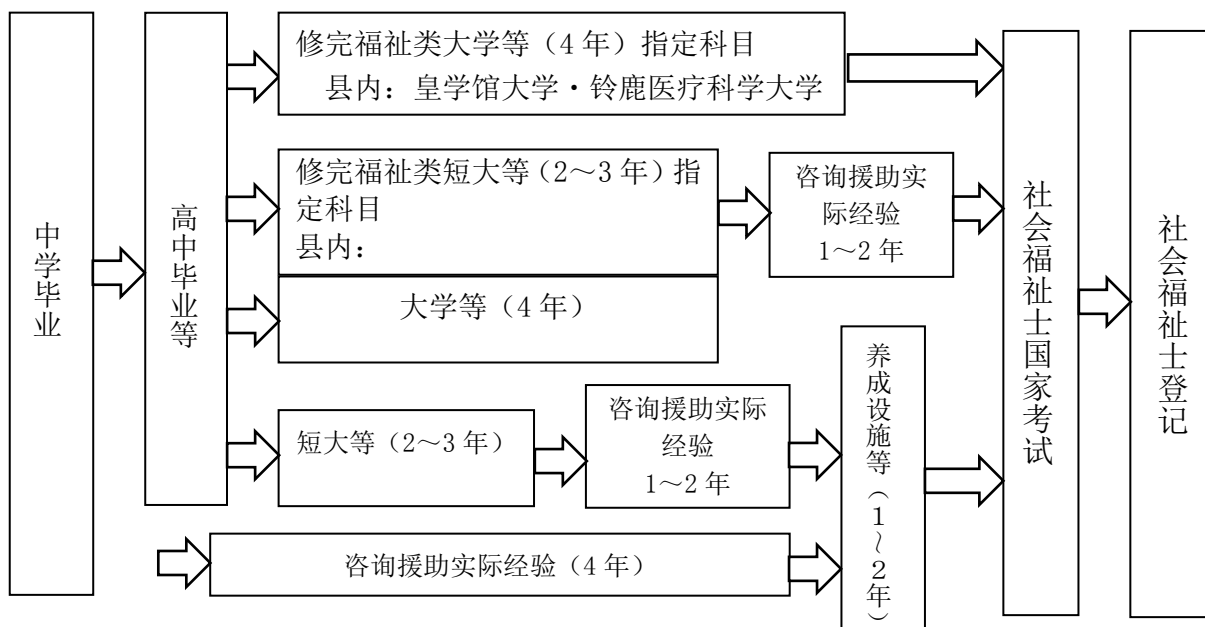 中学毕业
高中毕业等
修完福祉类大学等（4 年）指定科目
县内：皇学馆大学・铃鹿医疗科学大学
修完福祉类短大等（2～3 年）指
定科目
县内：
咨询援助实
际经验
1～2 年
大学等（4 年）
短大等（2～3 年）
咨询援助实际
经验
1～2 年
咨询援助实际经验（4 年）
养成设施等（1～2年）
社会福祉士国家考试
社会福祉士登记